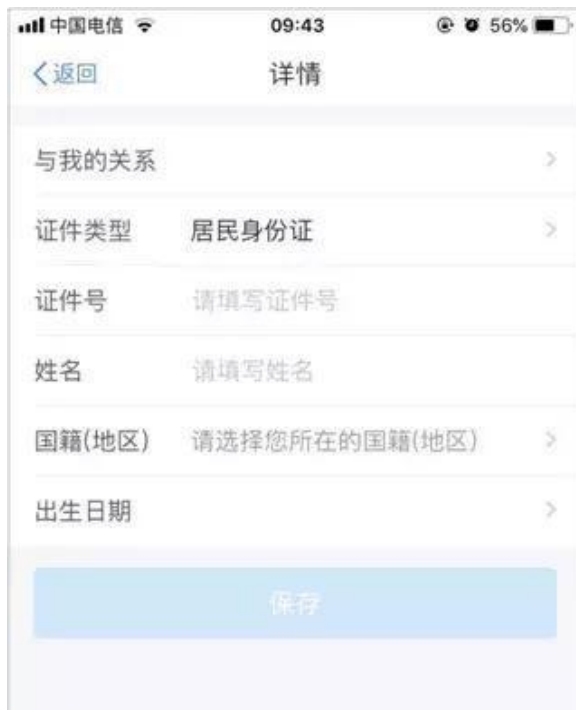 中国电信 09:43 56%
返回 详情
与我的关系
证件类型 居民身份证
证件号 请填写证件号
姓名 请填写姓名
国籍(地区) 请选择您所在的国籍(地区)
出生日期
保存